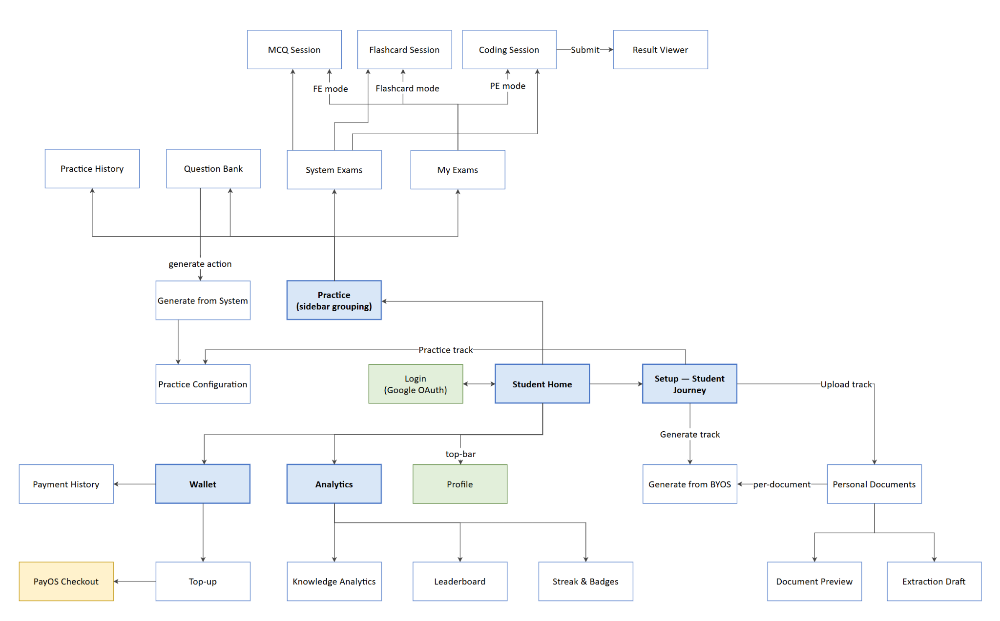 MCQ Session
Flashcard Session
Coding Session
Submit
Result Viewer
FE mode
Flashcard mode
PE mode
Practice History
Question Bank
System Exams
My Exams
generate action
Generate from System
Practice
(sidebar grouping)
Practice track
Practice Configuration
Login
(Google OAuth)
Student Home
Setup — Student
Journey
Upload track
Generate track
top-bar
Payment History
Wallet
Analytics
Profile
Generate from BYOS
per-document
Personal Documents
PayOS Checkout
Top-up
Knowledge Analytics
Leaderboard
Streak & Badges
Document Preview
Extraction Draft